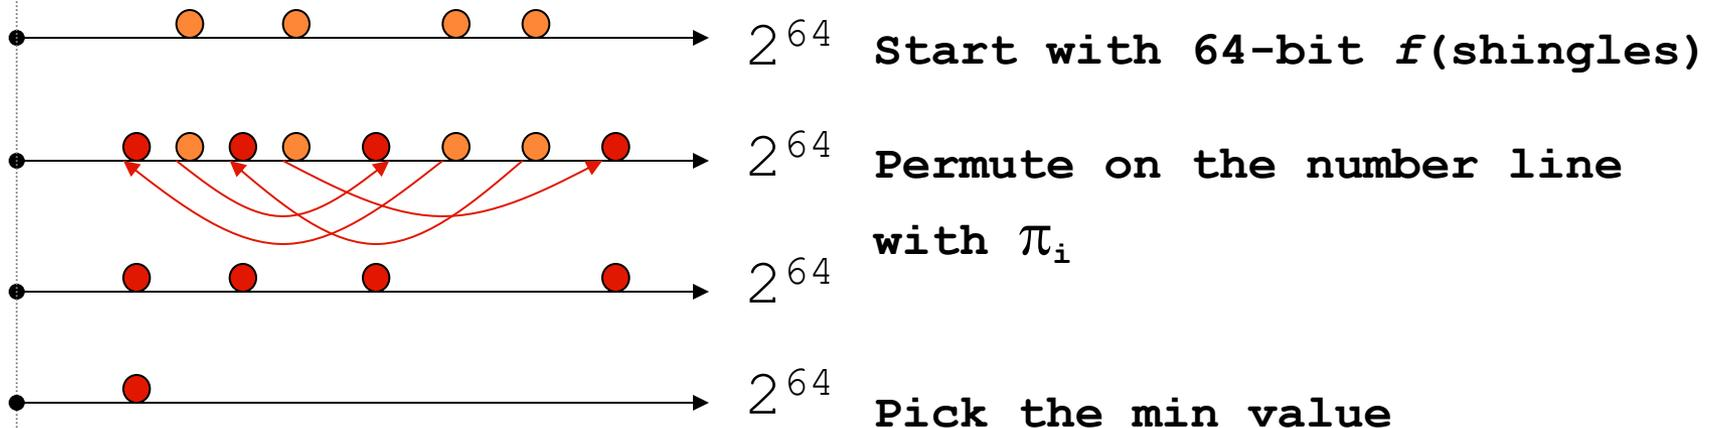 2^64 Start with 64-bit f(shingles)
2^64 Permute on the number line
with π_i
2^64
2^64 Pick the min value